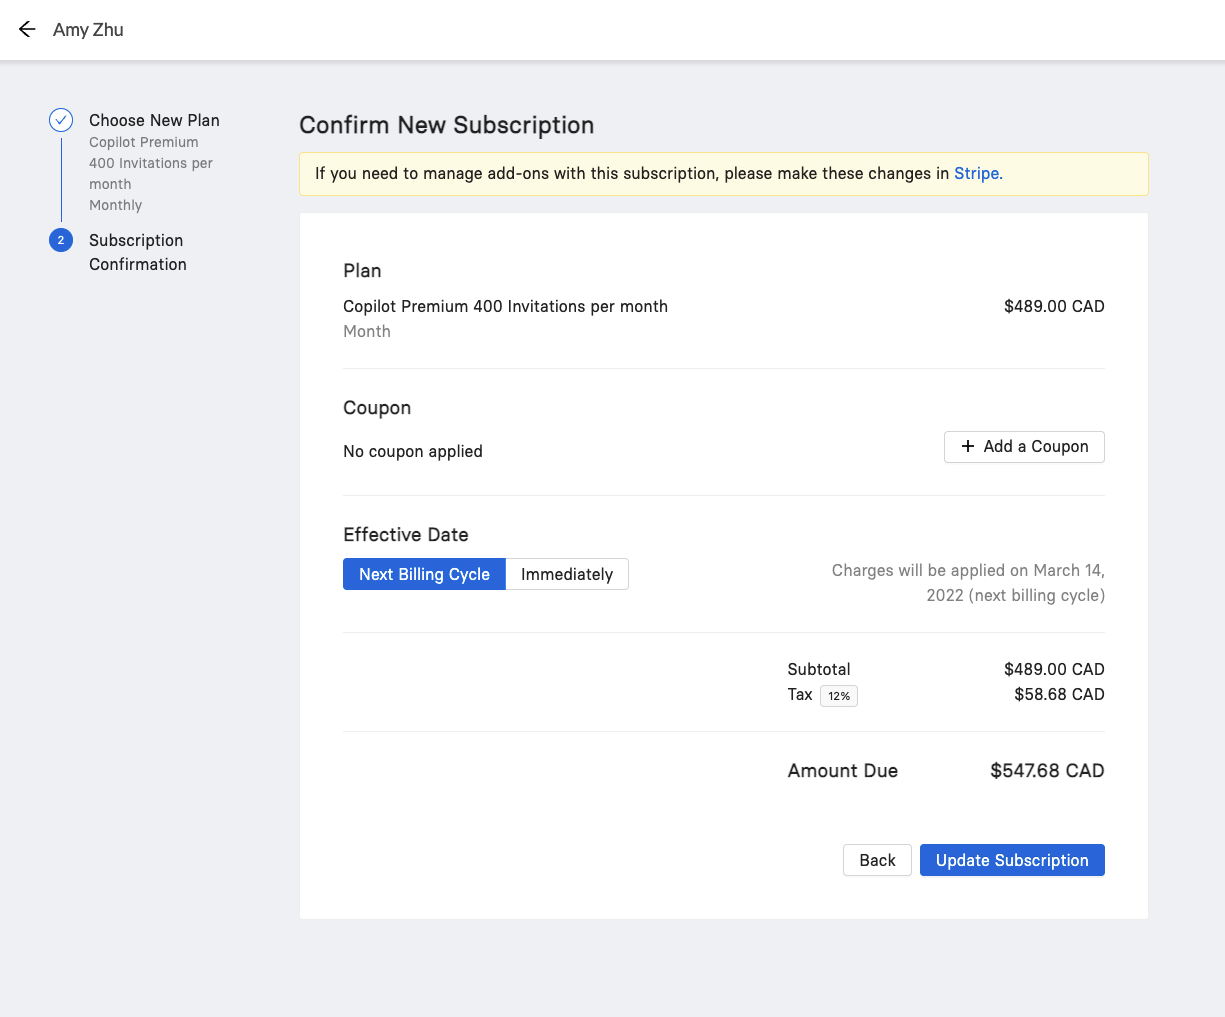 Amy Zhu
Choose New Plan
Copilot Premium
400 Invitations per
month
Monthly
2
Subscription
Confirmation
Confirm New Subscription
If you need to manage add-ons with this subscription, please make these changes in Stripe.
Plan
Copilot Premium 400 Invitations per month $489.00 CAD
Month
Coupon
No coupon applied
+ Add a Coupon
Effective Date
Next Billing Cycle Immediately
Charges will be applied on March 14,
2022 (next billing cycle)
Subtotal $489.00 CAD
Tax 12% $58.68 CAD
Amount Due $547.68 CAD
Back Update Subscription